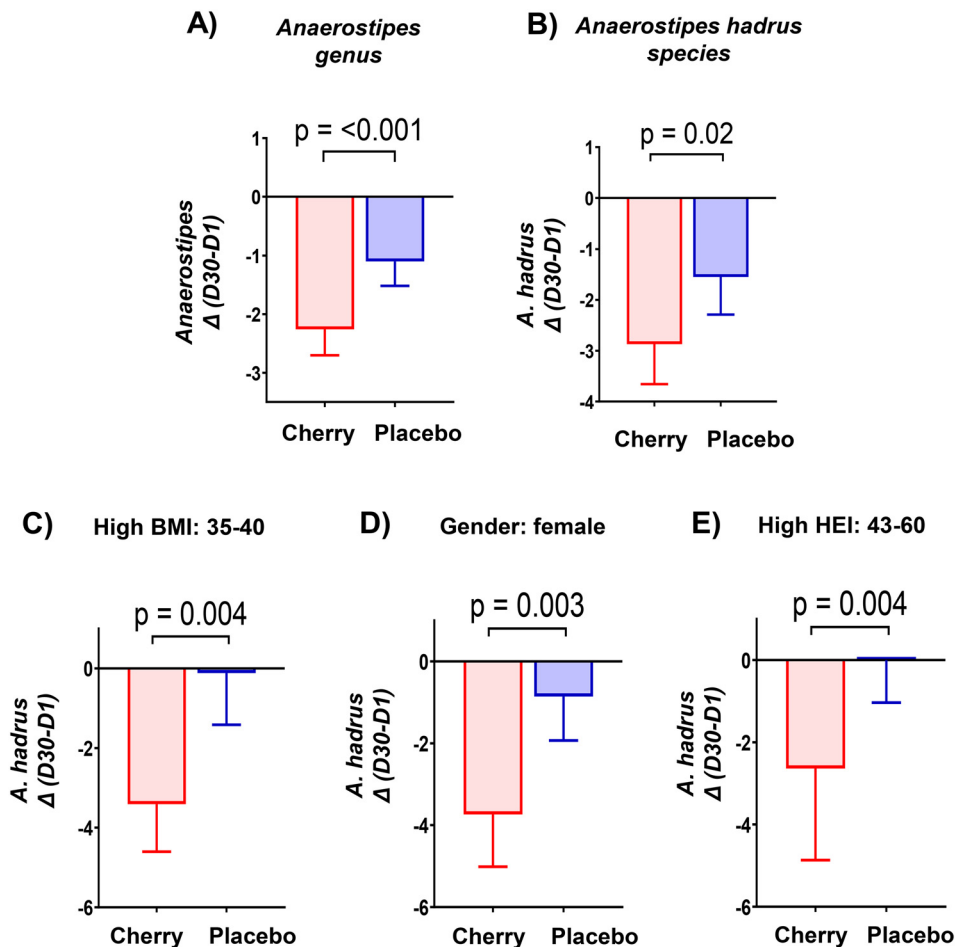 A)
Anaerostipes
genus
p = <0.001
1
0
-1
-2
-3
Anaerostipes
Δ (D30-D1)
Cherry Placebo
B)
Anaerostipes hadrus
species
p = 0.02
1
0
-1
-2
-3
-4
A. hadrus
Δ (D30-D1)
Cherry Placebo
C)
High BMI: 35-40
p = 0.004
0
-2
-4
-6
A. hadrus
Δ (D30-D1)
Cherry Placebo
D)
Gender: female
p = 0.003
0
-2
-4
-6
A. hadrus
Δ (D30-D1)
Cherry Placebo
E)
High HEI: 43-60
p = 0.004
0
-2
-4
-6
A. hadrus
Δ (D30-D1)
Cherry Placebo